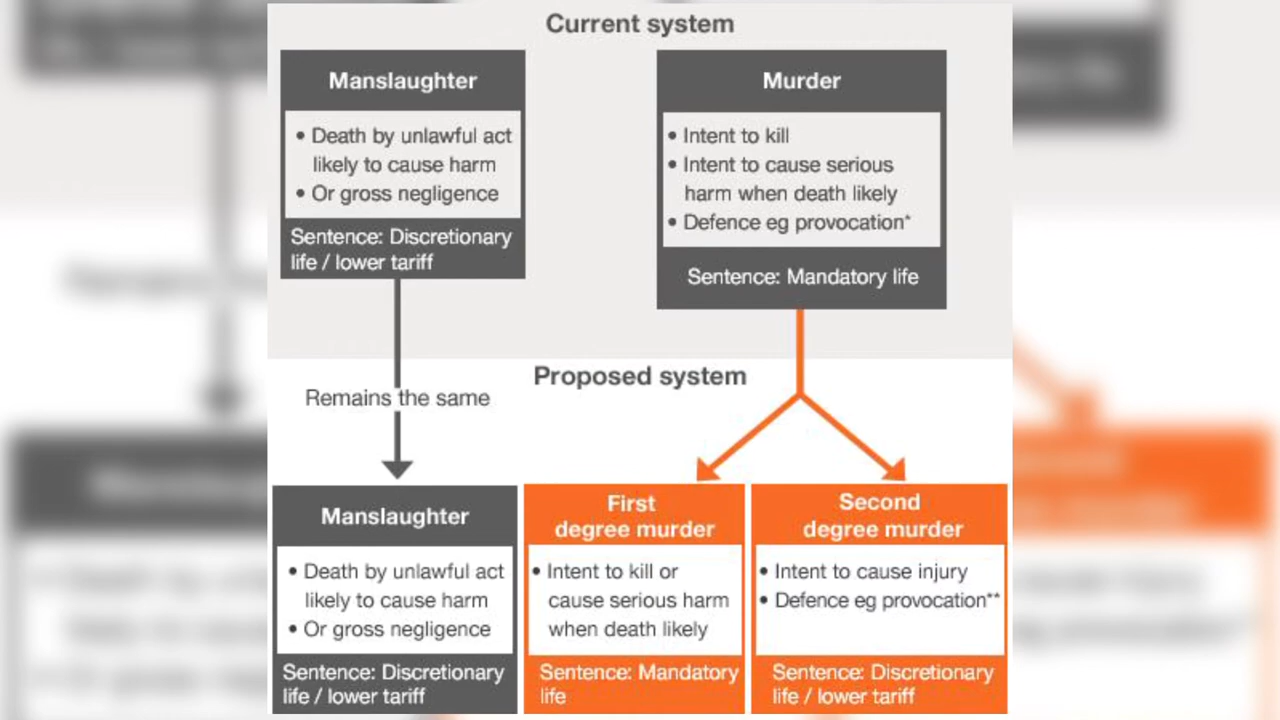 Current system
Manslaughter
• Death by unlawful act
likely to cause harm
• Or gross negligence
Sentence: Discretionary
life / lower tariff
Murder
• Intent to kill
• Intent to cause serious
harm when death likely
• Defence eg provocation*
Sentence: Mandatory life
Remains the same
Proposed system
Manslaughter
• Death by unlawful act
likely to cause harm
• Or gross negligence
Sentence: Discretionary
life / lower tariff
First
degree murder
• Intent to kill or
cause serious harm
when death likely
Sentence: Mandatory
life
Second
degree murder
• Intent to cause injury
• Defence eg provocation**
Sentence: Discretionary
life / lower tariff